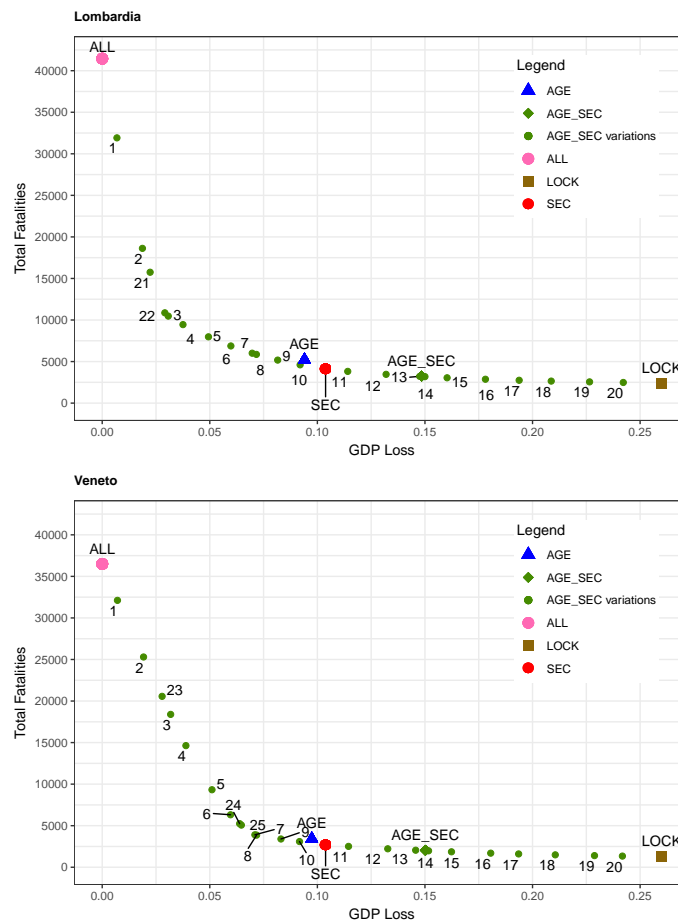 Lombardia
ALL
40000
35000
30000
25000
20000
15000
10000
5000
0
Total Fatalities
1
2
21
22
3
4
5
6
7
8
9
10
AGE
SEC
11
12
13
AGE_SEC
14
15
16
17
18
19
20
LOCK
Legend
AGE
AGE_SEC
AGE_SEC variations
ALL
LOCK
SEC
0.00 0.05 0.10 0.15 0.20 0.25
GDP Loss
Veneto
ALL
40000
35000
30000
25000
20000
15000
10000
5000
0
Total Fatalities
1
2
23
3
4
5
6
24
25
7
8
9
10
AGE
SEC
11
12
13
AGE_SEC
14
15
16
17
18
19
20
LOCK
Legend
AGE
AGE_SEC
AGE_SEC variations
ALL
LOCK
SEC
0.00 0.05 0.10 0.15 0.20 0.25
GDP Loss